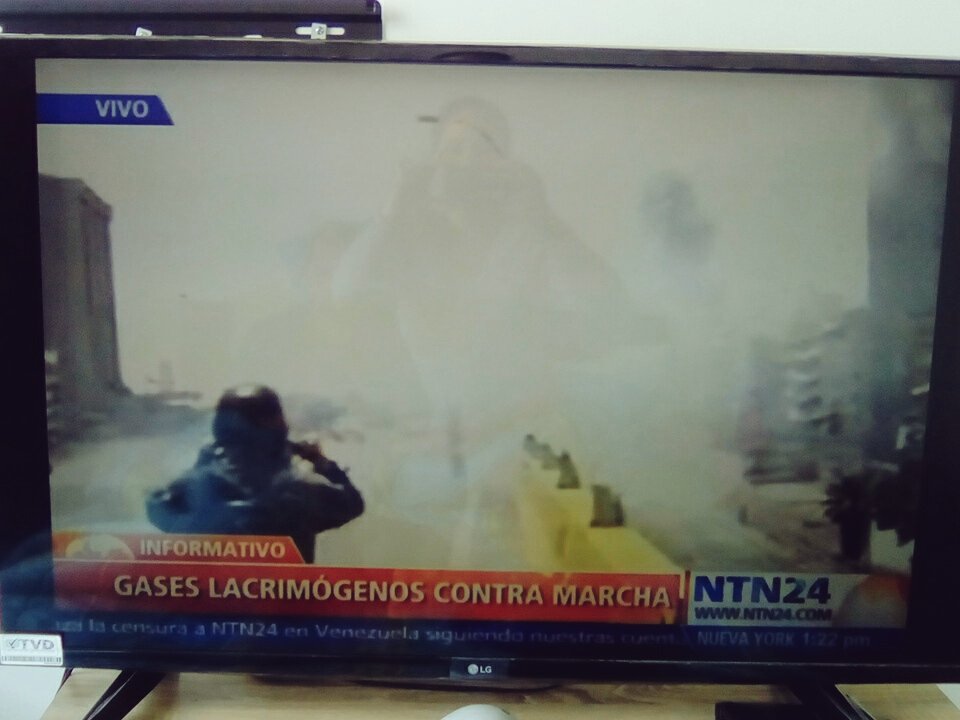 VIVO
INFORMATIVO
GASES LACRIMÓGENOS CONTRA MARCHA
NTN24
WWW.NTN24.COM
la censura a NTN24 en Venezuela siguiendo nuestras cuent
NUEVA YORK 1:22 pm
TVD
LG